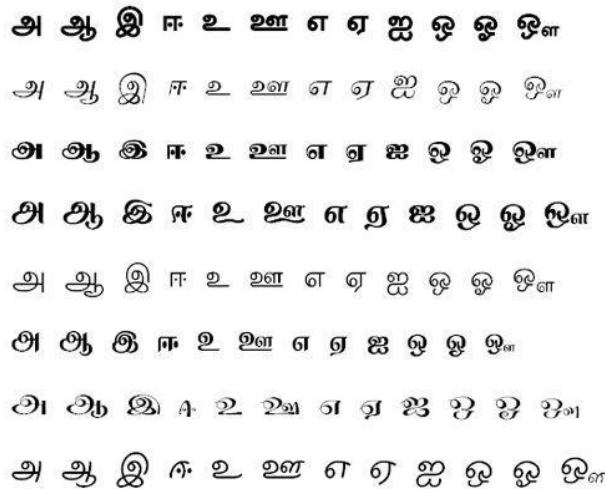 அ ஆ இ ஈ உ ஊ எ ஏ ஐ ஒ ஓ ஔ
அ ஆ இ ஈ உ ஊ எ ஏ ஐ ஒ ஓ ஔ
அ ஆ இ ஈ உ ஊ எ ஏ ஐ ஒ ஓ ஔ
அ ஆ இ ஈ உ ஊ எ ஏ ஐ ஒ ஓ ஔ
அ ஆ இ ஈ உ ஊ எ ஏ ஐ ஒ ஓ ஔ
அ ஆ இ ஈ உ ஊ எ ஏ ஐ ஒ ஓ ஔ
அ ஆ இ ஈ உ ஊ எ ஏ ஐ ஒ ஓ ஔ
அ ஆ இ ஈ உ ஊ எ ஏ ஐ ஒ ஓ ஔ